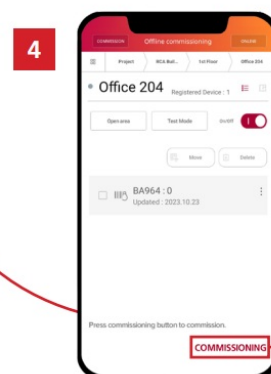 4
COMMISSION Offline commissioning ONLINE
Project BCA Buil... 1st Floor Office 204
Office 204 Registered Device : 1
Open area Test Mode On/Off
Move Delete
BA964 : 0
Updated : 2023.10.23
Press commissioning button to commission.
COMMISSIONING